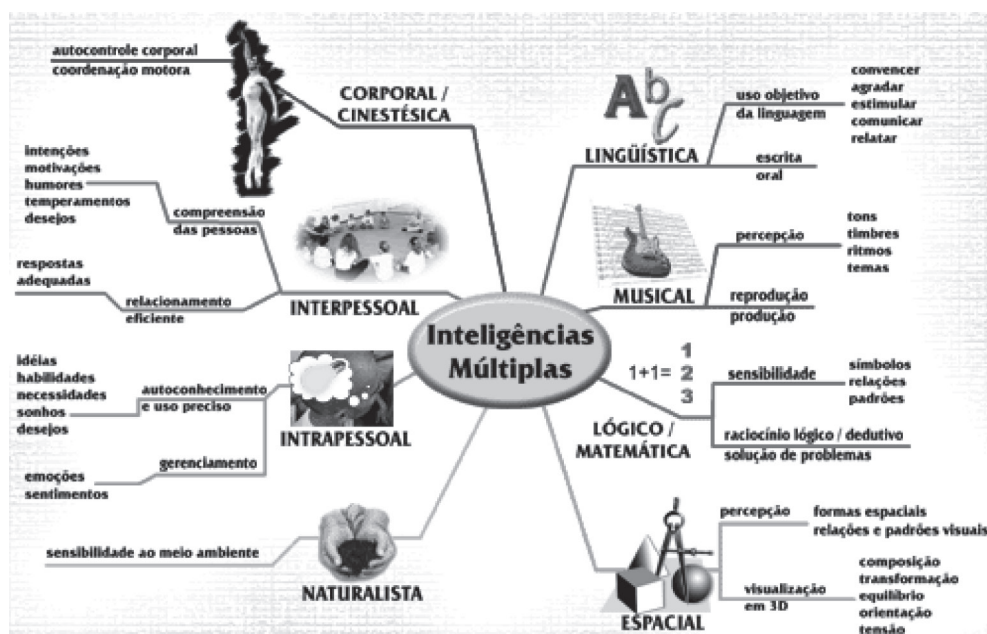 autocontrole corporal
coordenação motora
CORPORAL /
CINESTÉSICA
intenções
motivações
humores
temperamentos
desejos
compreensão
das pessoas
respostas
adequadas
relacionamento
eficiente
INTERPESSOAL
idéias
habilidades
necessidades
sonhos
desejos
autoconhecimento
e uso preciso
gerenciamento
emoções
sentimentos
INTRAPESSOAL
sensibilidade ao meio ambiente
NATURALISTA
Inteligências
Múltiplas
Abc
LINGÜÍSTICA
uso objetivo
da linguagem
convencer
agradar
estimular
comunicar
relatar
escrita
oral
MUSICAL
percepção
tons
timbres
ritmos
temas
reprodução
produção
1
1+1= 2
3
LÓGICO /
MATEMÁTICA
sensibilidade
símbolos
relações
padrões
raciocínio lógico / dedutivo
solução de problemas
ESPACIAL
percepção
formas espaciais
relações e padrões visuais
visualização
em 3D
composição
transformação
equilíbrio
orientação
tensão